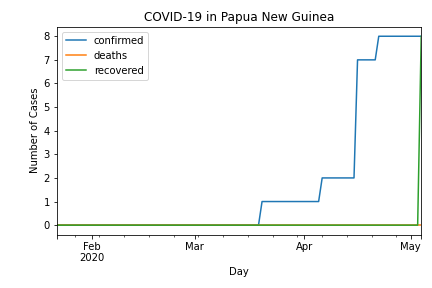 COVID-19 in Papua New Guinea
confirmed
deaths
recovered
Number of Cases
8
7
6
5
4
3
2
1
0
Feb
2020
Mar
Apr
May
Day